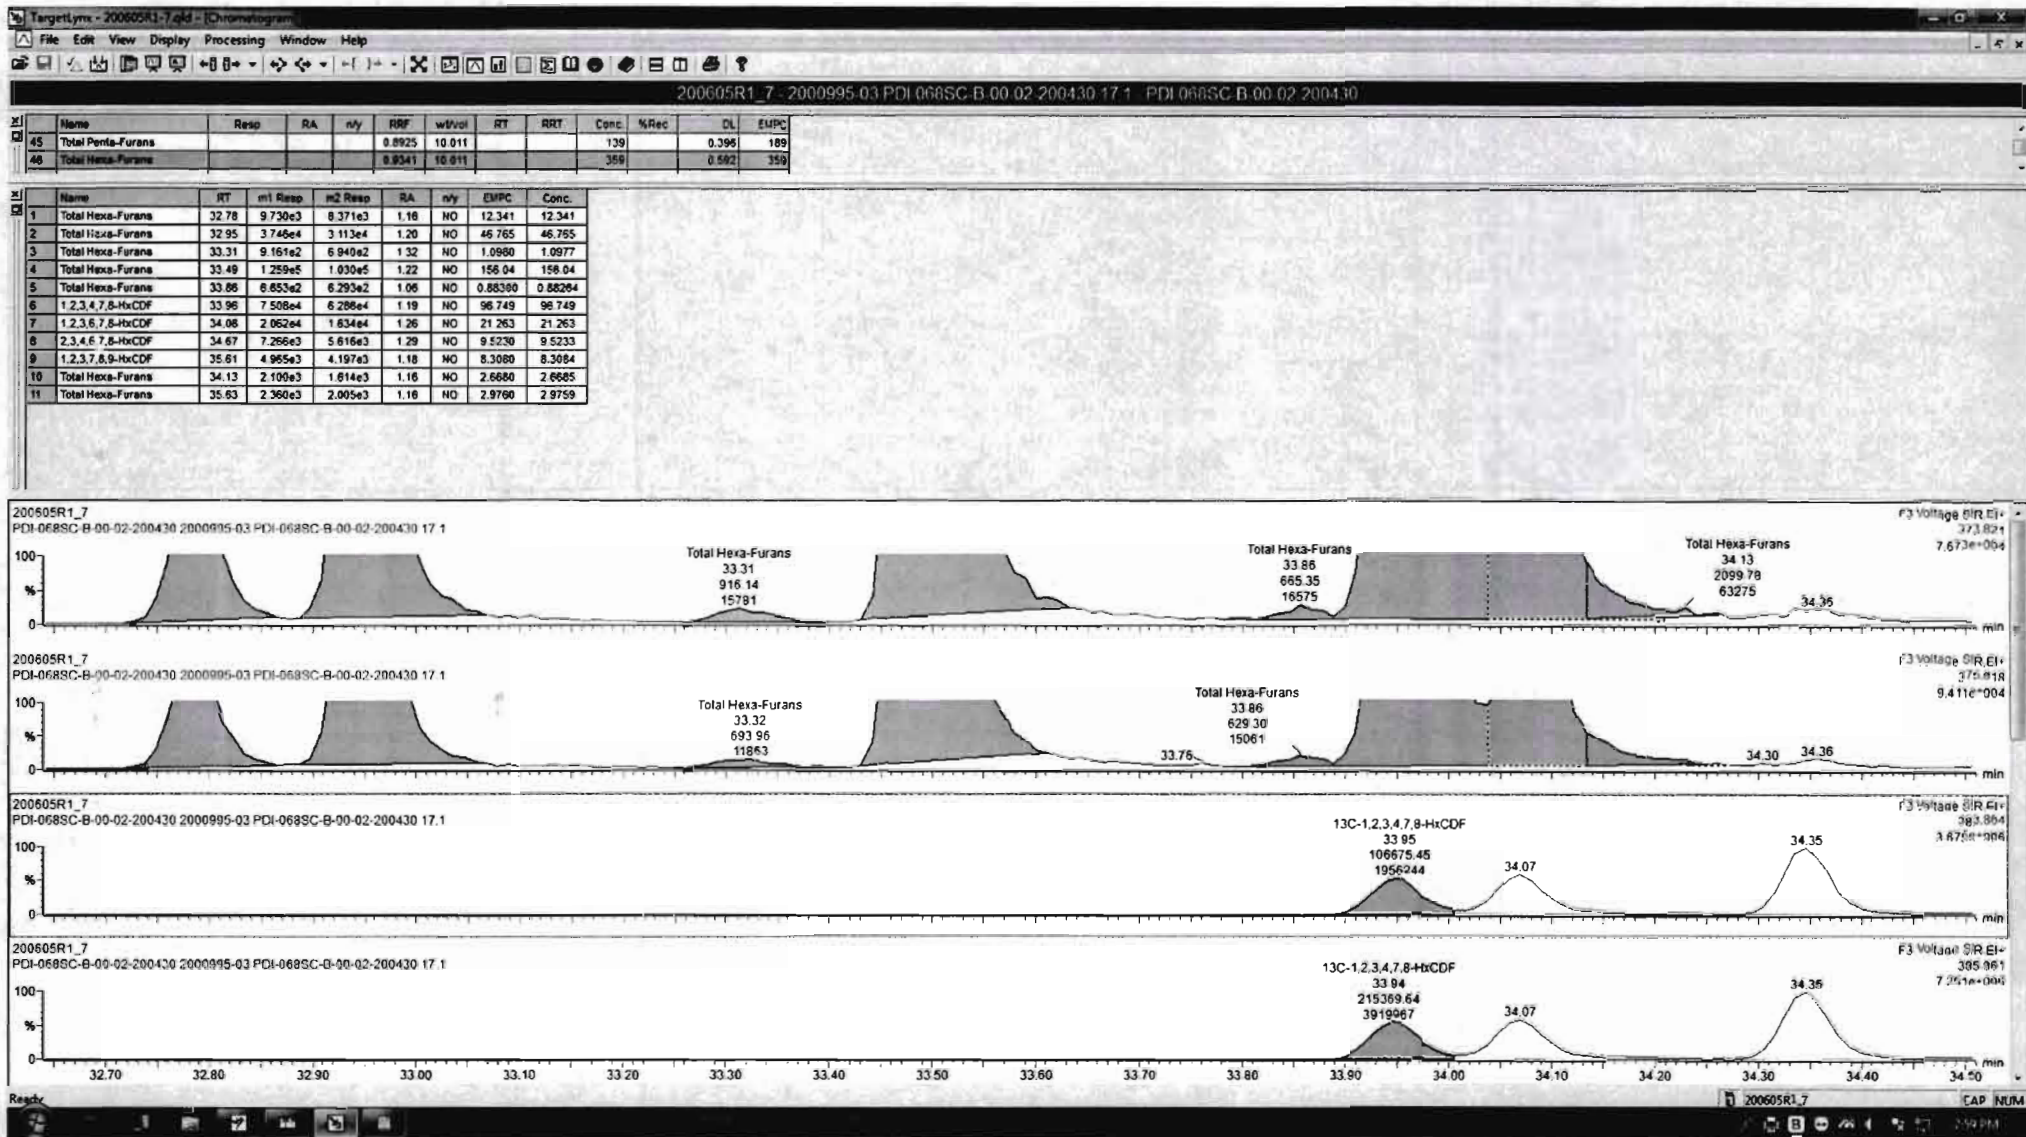 TargetLynx - 200605R1-7.qld - [Chromatogram]
File Edit View Display Processing Window Help
200605R1_7 - 2000995-03 PDI-068SC-B-00-02-200430 17.1 PDI-068SC-B-00-02-200430
Name Resp RA n/y RRF wt/vol RT RRT Conc. %Rec DL EMPC
45 Total Penta-Furans 0.8925 10.011 139 0.395 189
46 Total Hexa-Furans 0.9341 10.011 359 0.592 359
Name RT m1 Resp m2 Resp RA n/y EMPC Conc.
1 Total Hexa-Furans 32.78 9.730e3 8.371e3 1.16 NO 12.341 12.341
2 Total Hexa-Furans 32.95 3.746e4 3.113e4 1.20 NO 46.765 46.765
3 Total Hexa-Furans 33.31 9.161e2 6.940e2 1.32 NO 1.0980 1.0977
4 Total Hexa-Furans 33.49 1.259e5 1.030e5 1.22 NO 156.04 156.04
5 Total Hexa-Furans 33.86 6.653e2 6.293e2 1.06 NO 0.88264
6 1,2,3,4,7,8-HxCDF 33.96 7.508e4 6.286e4 1.19 NO 96.749 96.749
7 1,2,3,6,7,8-HxCDF 34.06 2.062e4 1.634e4 1.26 NO 21.263 21.263
8 2,3,4,6,7,8-HxCDF 34.67 7.266e3 5.616e3 1.29 NO 9.5230 9.5233
9 1,2,3,7,8,9-HxCDF 35.61 4.965e3 4.197e3 1.18 NO 8.3080 8.3084
10 Total Hexa-Furans 34.13 2.100e3 1.814e3 1.16 NO 2.6680 2.6685
11 Total Hexa-Furans 35.63 2.360e3 2.005e3 1.16 NO 2.9760 2.9759
200605R1_7
PDI-068SC-B-00-02-200430 2000995-03 PDI-068SC-B-00-02-200430 17.1
F3 Voltage SIR,EI+
373.821
7.673e+004
100
%
0
Total Hexa-Furans
33.31
916.14
15781
Total Hexa-Furans
33.86
665.35
16575
Total Hexa-Furans
34.13
2099.78
63275
34.35
min
200605R1_7
PDI-068SC-B-00-02-200430 2000995-03 PDI-068SC-B-00-02-200430 17.1
F3 Voltage SIR,EI+
375.818
9.411e+004
100
%
0
Total Hexa-Furans
33.32
693.96
11863
33.76
Total Hexa-Furans
33.86
629.30
15061
34.30
34.36
min
200605R1_7
PDI-068SC-B-00-02-200430 2000995-03 PDI-068SC-B-00-02-200430 17.1
F3 Voltage SIR,EI+
383.864
100
%
0
13C-1,2,3,4,7,8-HxCDF
33.95
106675.45
1956244
34.07
34.35
min
200605R1_7
PDI-068SC-B-00-02-200430 2000995-03 PDI-068SC-B-00-02-200430 17.1
F3 Voltage SIR,EI+
385.861
100
%
0
13C-1,2,3,4,7,8-HxCDF
33.94
215369.64
3919967
34.07
34.35
min
32.70 32.80 32.90 33.00 33.10 33.20 33.30 33.40 33.50 33.60 33.70 33.80 33.90 34.00 34.10 34.20 34.30 34.40 34.50
Ready
200605R1_7 CAP NUM
7:59 PM